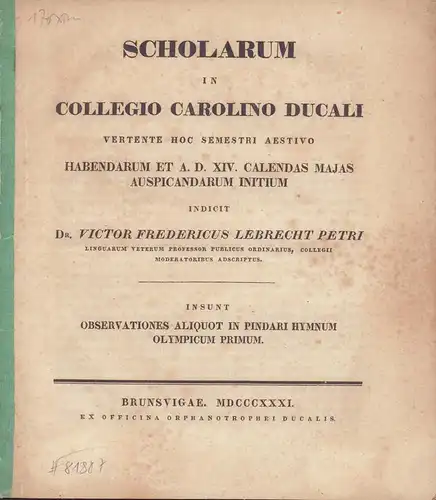 SCHOLARUM
IN
COLLEGIO CAROLINO DUCALI
VERTENTE HOC SEMESTRI AESTIVO
HABENDARUM ET A. D. XIV. CALENDAS MAJAS
AUSPICANDARUM INITIUM
INDICIT
DR. VICTOR FREDERICUS LEBRECHT PETRI
LINGUARUM VETERUM PROFESSOR PUBLICUS ORDINARIUS, COLLEGII
MODERATORIBUS ADSCRIPTUS.
INSUNT
OBSERVATIONES ALIQUOT IN PINDARI HYMNUM
OLYMPICUM PRIMUM.
BRUNSVIGAE, MDCCCXXXI.
EX OFFICINA ORPHANOTROPHEI DUCALIS.
#81387